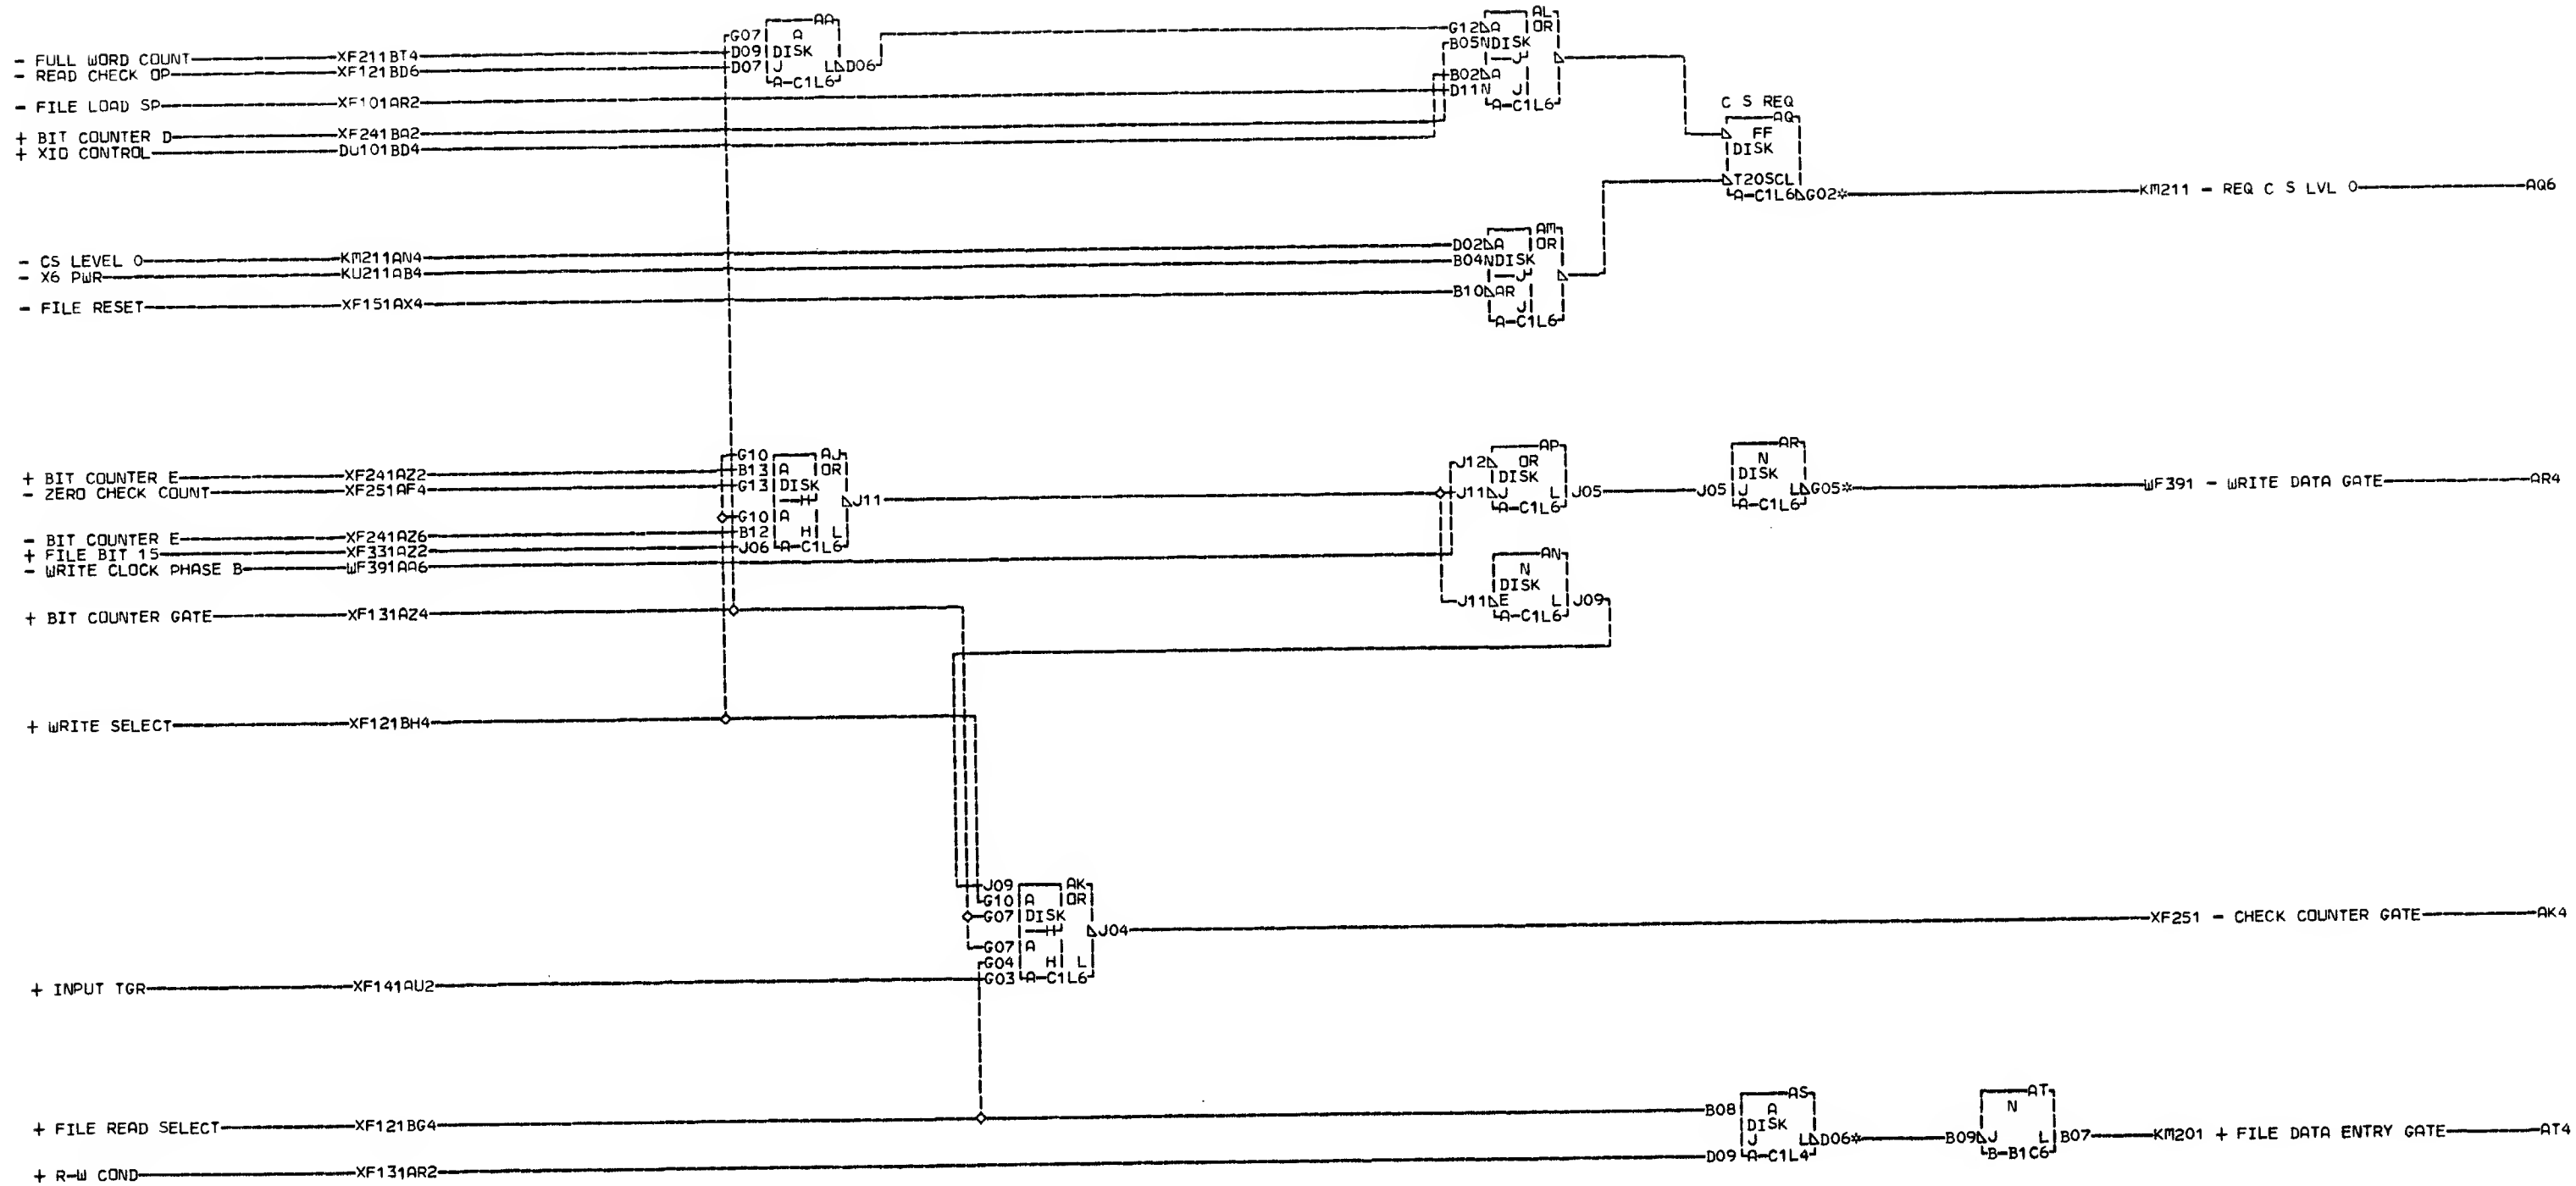 - FULL WORD COUNT XF211BT4
- READ CHECK OP XF121BD6
- FILE LOAD SP XF101AR2
+ BIT COUNTER D XF241BA2
+ XIO CONTROL DU101BD4
AA
G07 A
D09 DISK
D07 J L D06
A-C1L6
AL
G12 A OR
B05 N DISK
J
B02 A
D11 N J
A-C1L6
C S REQ
AQ
FF
DISK
T20SCL
A-C1L6 G02* KM211 - REQ C S LVL 0 AQ6
- CS LEVEL 0 KM211AN4
- X6 PWR KU211AB4
- FILE RESET XF151AX4
AM
D02 A OR
B04 N DISK
J
B10 AR
J
A-C1L6
+ BIT COUNTER E XF241AZ2
- ZERO CHECK COUNT XF251AF4
- BIT COUNTER E XF241AZ6
+ FILE BIT 15 XF331AZ2
- WRITE CLOCK PHASE B WF391AA6
+ BIT COUNTER GATE XF131AZ4
G10 AJ
B13 A OR
G13 DISK
H J11
G10 A
B12 H L
J06 A-C1L6
AP
J12 OR
DISK
J11 J L J05
A-C1L6
AR
N
DISK
J05 J L G05* WF391 - WRITE DATA GATE AR4
A-C1L6
AN
N
DISK
J11 E L J09
A-C1L6
+ WRITE SELECT XF121BH4
J09 AK
G10 A OR
G07 DISK
H J04 XF251 - CHECK COUNTER GATE AK4
G07 A
G04 H L
G03 A-C1L6
+ INPUT TGR XF141AU2
+ FILE READ SELECT XF121BG4
+ R-W COND XF131AR2
AS
B08 A
DISK
J L D06*
D09 A-C1L4
AT
N
B09 J L B07 KM201 + FILE DATA ENTRY GATE AT4
B-B1C6